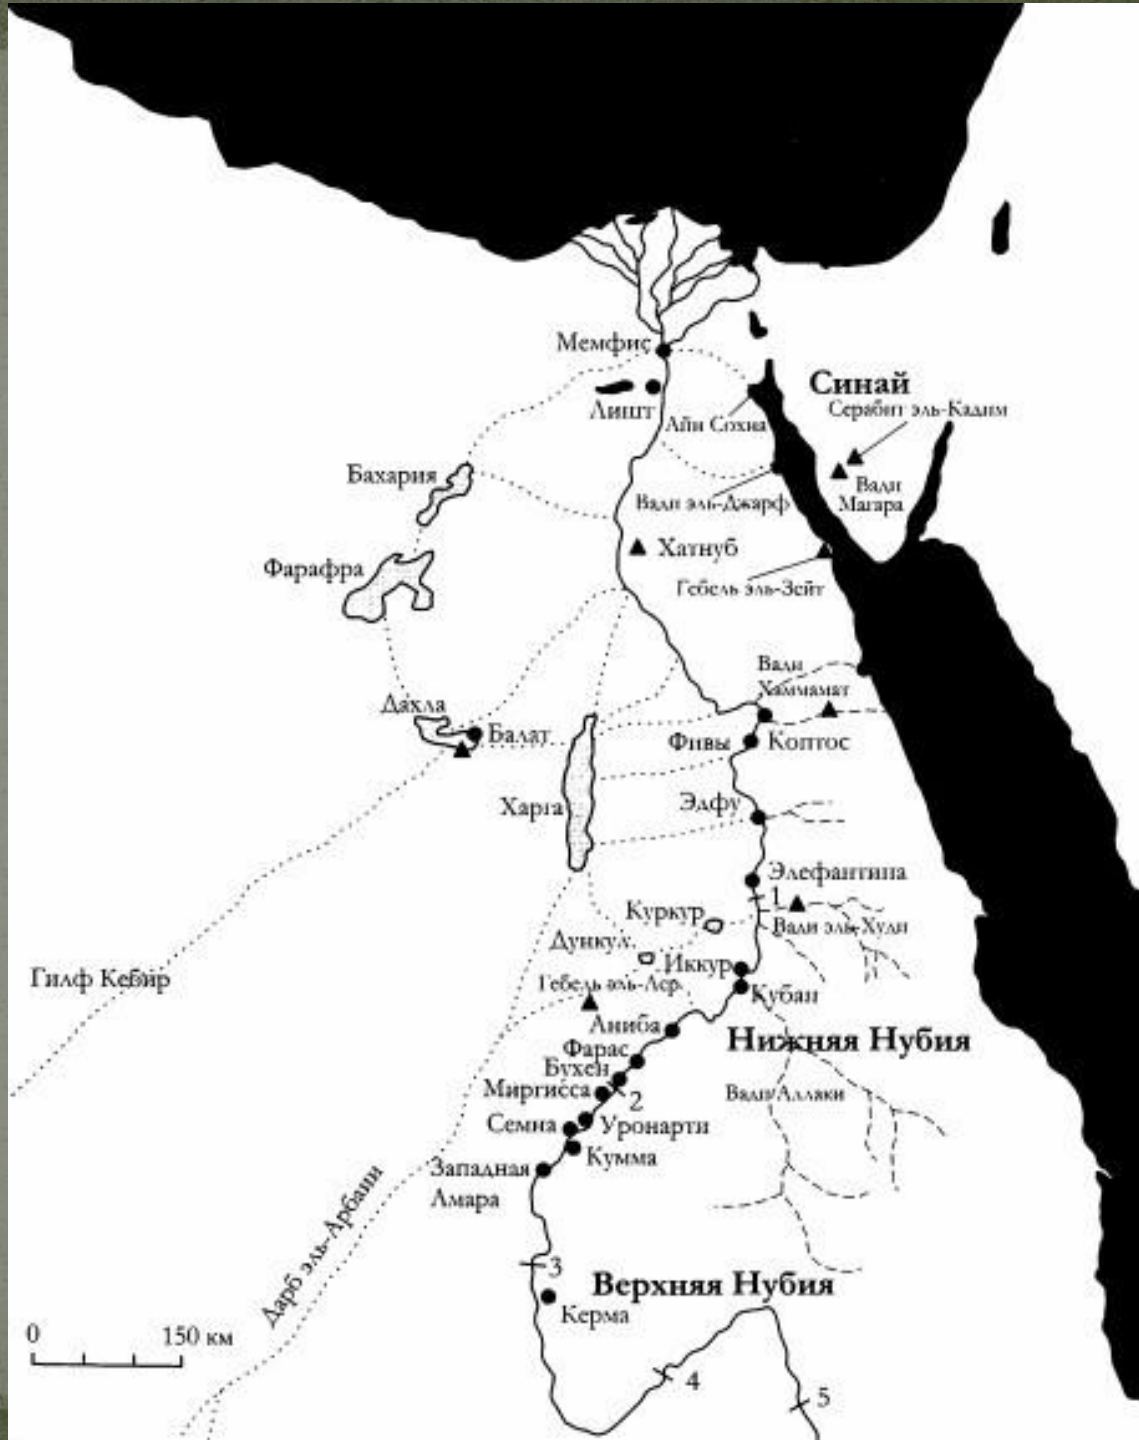 Мемфис
Лишт
Синай
Серабит эль-Кадим
Айн Сохна
Бахария
Вади эль-Джарф
Вади
Магара
Хатнуб
Фарафра
Гебель эль-Зейт
Вади
Хаммамат
Дахла
Балат
Фивы
Коптос
Харга
Эдфу
Элефантина
1
Куркур
Вади эль-Худи
Дункул
Иккур
Гилф Кебир
Гебель эль-Аср
Кубан
Аниба
Нижняя Нубия
Фарас
Бухен
Миргисса
2
Вади Аллаки
Семна
Уронарти
Кумма
Западная
Амара
Дарб эль-Арбаин
3
Верхняя Нубия
Керма
0
150 км
4
5